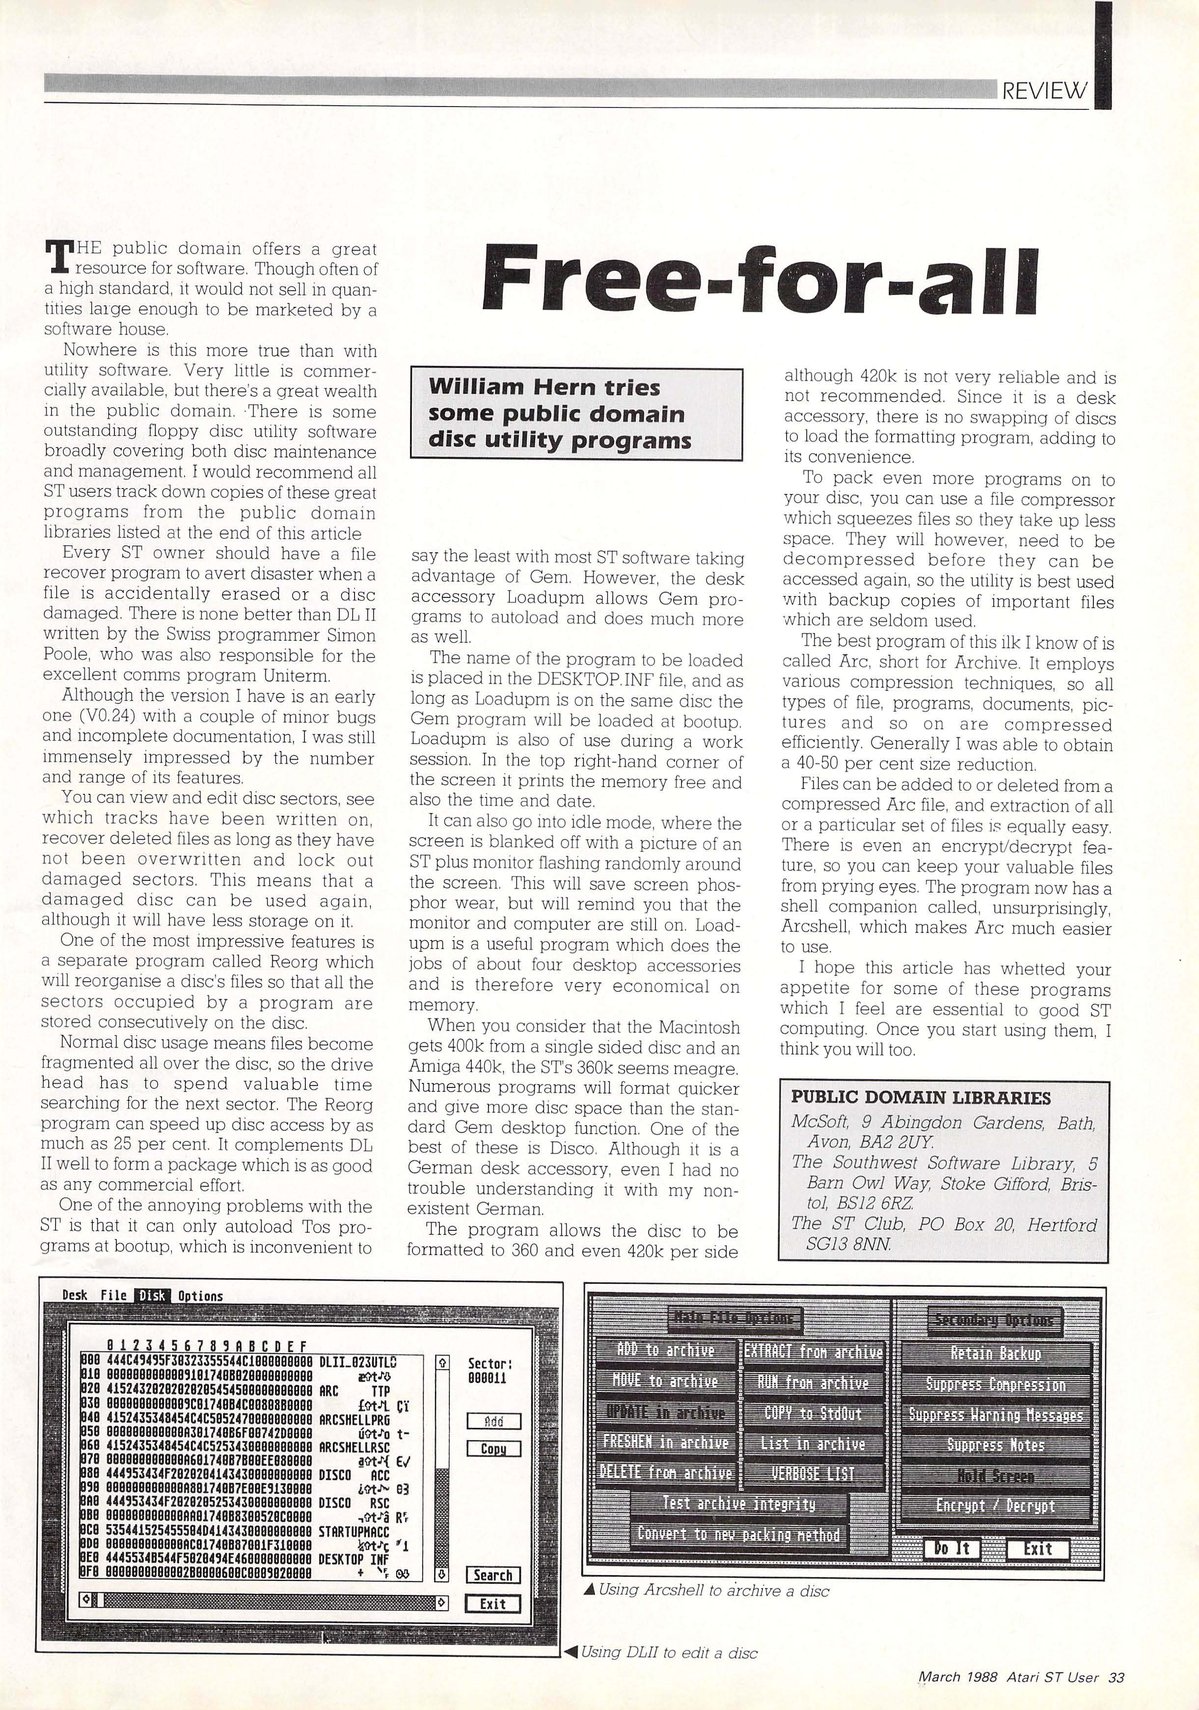 REVIEW
Free-for-all
William Hern tries
some public domain
disc utility programs
THE public domain offers a great
resource for software. Though often of
a high standard, it would not sell in quan-
tities large enough to be marketed by a
software house.
Nowhere is this more true than with
utility software. Very little is commer-
cially available, but there's a great wealth
in the public domain. There is some
outstanding floppy disc utility software
broadly covering both disc maintenance
and management. I would recommend all
ST users track down copies of these great
programs from the public domain
libraries listed at the end of this article
Every ST owner should have a file
recover program to avert disaster when a
file is accidentally erased or a disc
damaged. There is none better than DL II
written by the Swiss programmer Simon
Poole, who was also responsible for the
excellent comms program Uniterm.
Although the version I have is an early
one (V0.24) with a couple of minor bugs
and incomplete documentation, I was still
immensely impressed by the number
and range of its features.
You can view and edit disc sectors, see
which tracks have been written on,
recover deleted files as long as they have
not been overwritten and lock out
damaged sectors. This means that a
damaged disc can be used again,
although it will have less storage on it.
One of the most impressive features is
a separate program called Reorg which
will reorganise a disc's files so that all the
sectors occupied by a program are
stored consecutively on the disc.
Normal disc usage means files become
fragmented all over the disc, so the drive
head has to spend valuable time
searching for the next sector. The Reorg
program can speed up disc access by as
much as 25 per cent. It complements DL
II well to form a package which is as good
as any commercial effort.
One of the annoying problems with the
ST is that it can only autoload Tos pro-
grams at bootup, which is inconvenient to
say the least with most ST software taking
advantage of Gem. However, the desk
accessory Loadupm allows Gem pro-
grams to autoload and does much more
as well.
The name of the program to be loaded
is placed in the DESKTOP.INF file, and as
long as Loadupm is on the same disc the
Gem program will be loaded at bootup.
Loadupm is also of use during a work
session. In the top right-hand corner of
the screen it prints the memory free and
also the time and date.
It can also go into idle mode, where the
screen is blanked off with a picture of an
ST plus monitor flashing randomly around
the screen. This will save screen phos-
phor wear, but will remind you that the
monitor and computer are still on. Load-
upm is a useful program which does the
jobs of about four desktop accessories
and is therefore very economical on
memory.
When you consider that the Macintosh
gets 400k from a single sided disc and an
Amiga 440k, the ST's 360k seems meagre.
Numerous programs will format quicker
and give more disc space than the stan-
dard Gem desktop function. One of the
best of these is Disco. Although it is a
German desk accessory, even I had no
trouble understanding it with my non-
existent German.
The program allows the disc to be
formatted to 360 and even 420k per side
although 420k is not very reliable and is
not recommended. Since it is a desk
accessory, there is no swapping of discs
to load the formatting program, adding to
its convenience.
To pack even more programs on to
your disc, you can use a file compressor
which squeezes files so they take up less
space. They will however, need to be
decompressed before they can be
accessed again, so the utility is best used
with backup copies of important files
which are seldom used.
The best program of this ilk I know of is
called Arc, short for Archive. It employs
various compression techniques, so all
types of file, programs, documents, pic-
tures and so on are compressed
efficiently. Generally I was able to obtain
a 40-50 per cent size reduction.
Files can be added to or deleted from a
compressed Arc file, and extraction of all
or a particular set of files is equally easy.
There is even an encrypt/decrypt fea-
ture, so you can keep your valuable files
from prying eyes. The program now has a
shell companion called, unsurprisingly,
Arcshell, which makes Arc much easier
to use.
I hope this article has whetted your
appetite for some of these programs
which I feel are essential to good ST
computing. Once you start using them, I
think you will too.
PUBLIC DOMAIN LIBRARIES
McSoft, 9 Abingdon Gardens, Bath,
Avon, BA2 2UY.
The Southwest Software Library, 5
Barn Owl Way, Stoke Gifford, Bris-
tol, BS12 6RZ.
The ST Club, PO Box 20, Hertford
SG13 8NN.
Desk File Disk Options
0 1 2 3 4 5 6 7 8 9 A B C D E F
000
010
020 ARC TTP
030
040 ARCSHELLPRG
050
060 ARCSHELLRSC
070
080 DISCO ACC
090
0A0 DISCO RSC
0B0
0C0 STARTUPMACC
0D0
0E0 DESKTOP INF
0F0
Sector:
000011
Add
Copy
Search
Exit
Main File Options
ADD to archive
EXTRACT from archive
MOVE to archive
RUN from archive
UPDATE in archive
COPY to StdOut
FRESHEN in archive
List in archive
DELETE from archive
VERBOSE LIST
Test archive integrity
Convert to new packing method
Secondary Options
Retain Backup
Suppress Compression
Suppress Warning Messages
Suppress Notes
Hold Screen
Encrypt / Decrypt
Do It
Exit
Using Arcshell to archive a disc
Using DLII to edit a disc
March 1988 Atari ST User 33